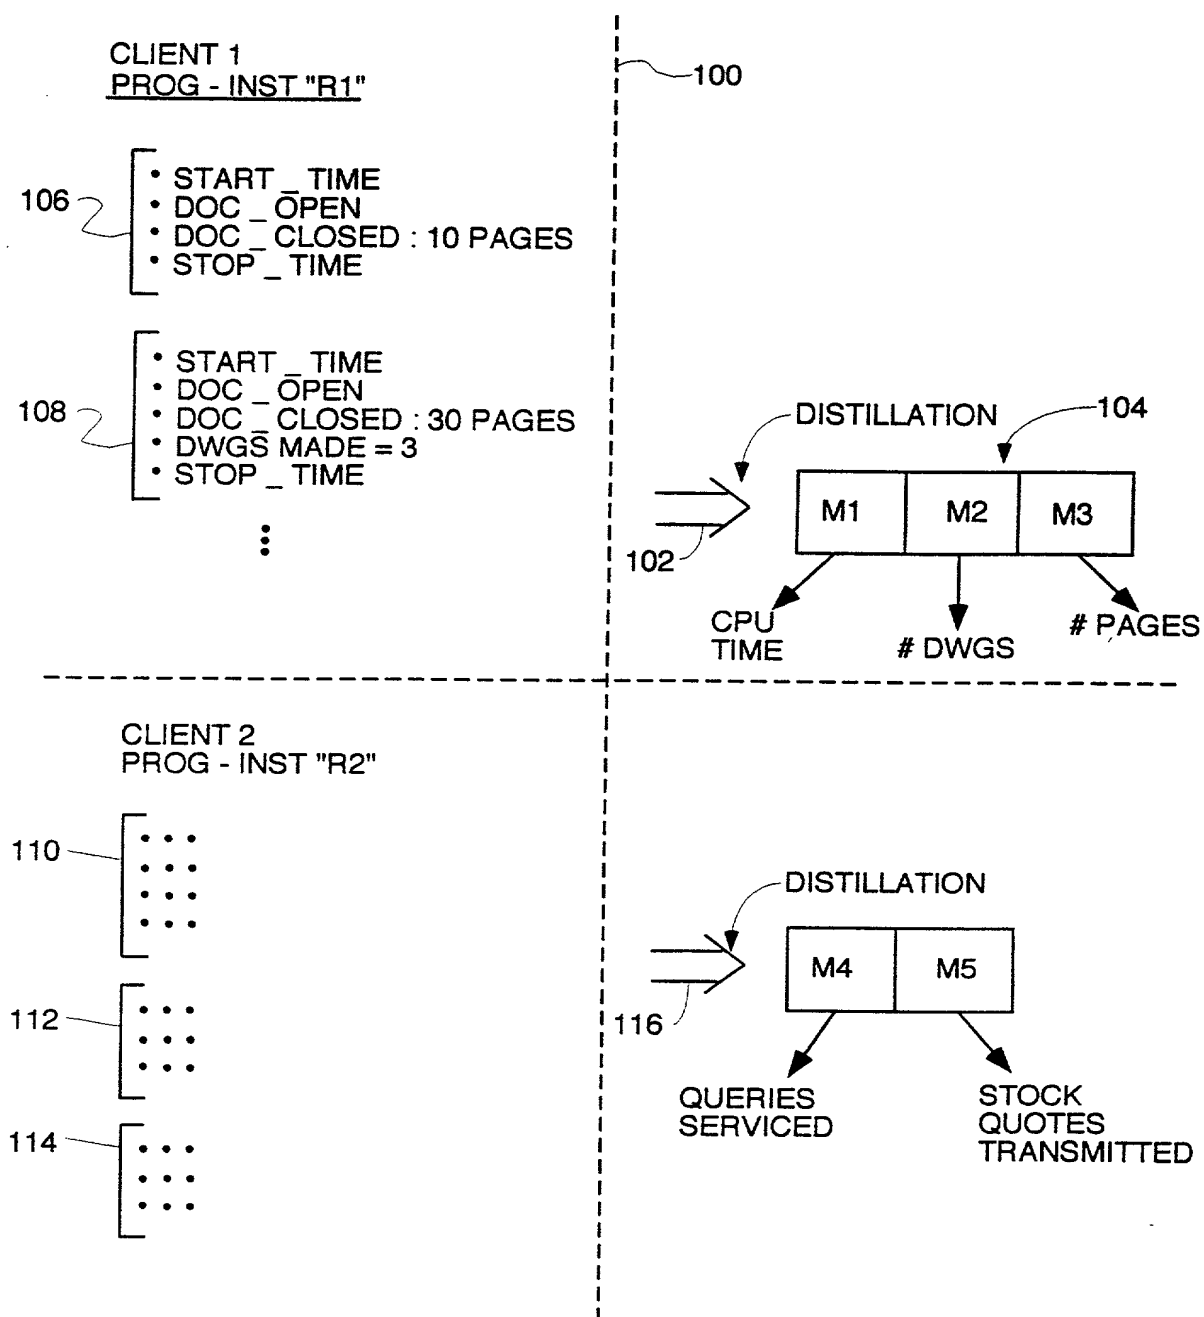 CLIENT 1
PROG - INST "R1"
100
106
• START _ TIME
• DOC _ OPEN
• DOC _ CLOSED : 10 PAGES
• STOP _ TIME
108
• START _ TIME
• DOC _ OPEN
• DOC _ CLOSED : 30 PAGES
• DWGS MADE = 3
• STOP _ TIME
DISTILLATION
104
102
M1
M2
M3
CPU
TIME
# DWGS
# PAGES
CLIENT 2
PROG - INST "R2"
110
112
114
DISTILLATION
116
M4
M5
QUERIES
SERVICED
STOCK
QUOTES
TRANSMITTED